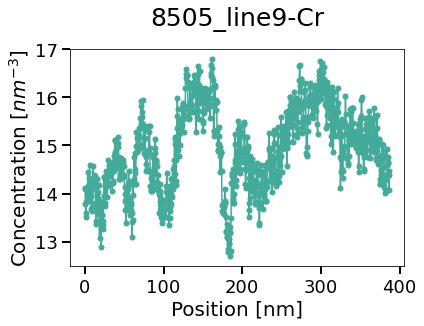 8505_line9-Cr
Concentration [nm⁻³]
17
16
15
14
13
0 100 200 300 400
Position [nm]